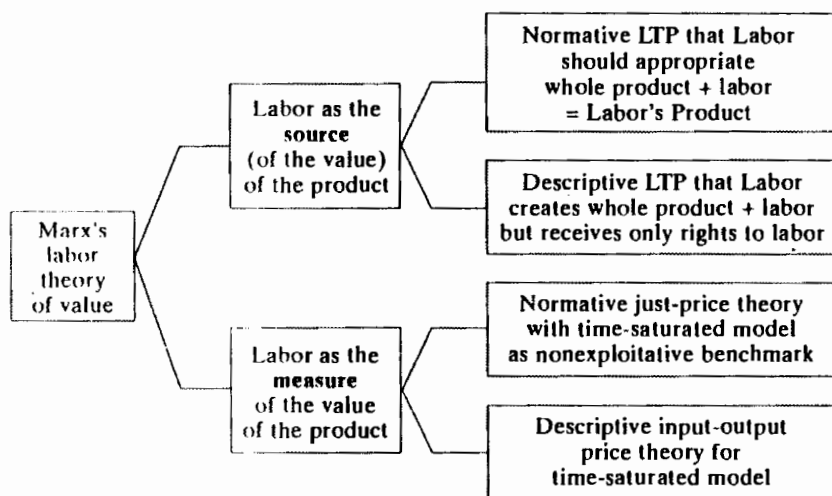 Normative LTP that Labor
should appropriate
whole product + labor
= Labor's Product
Labor as the
source
(of the value)
of the product
Descriptive LTP that Labor
creates whole product + labor
but receives only rights to labor
Marx's
labor
theory
of value
Normative just-price theory
with time-saturated model
as nonexploitative benchmark
Labor as the
measure
of the value
of the product
Descriptive input-output
price theory for
time-saturated model